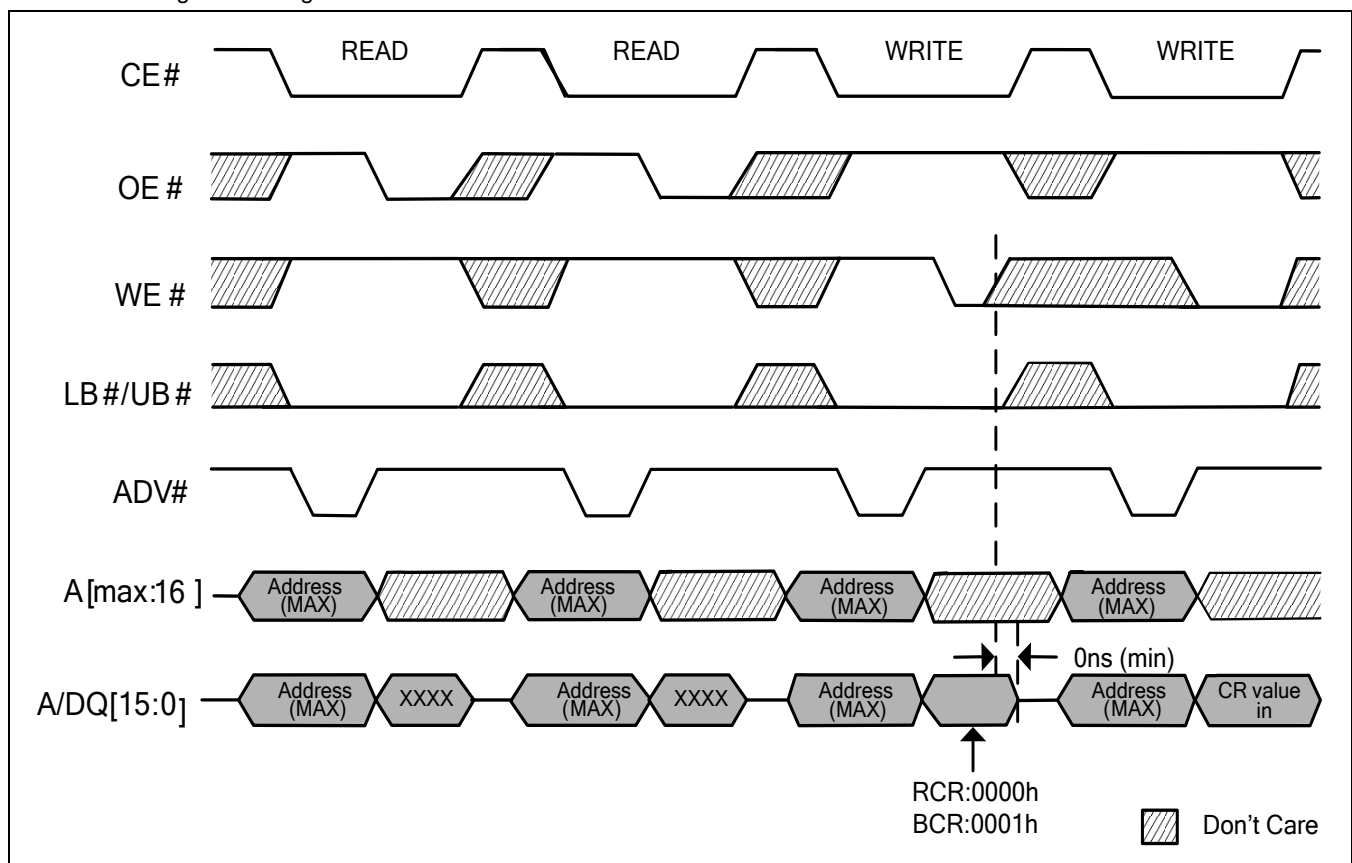 CE#
READ
READ
WRITE
WRITE
OE #
WE #
LB #/UB #
ADV#
A[max:16 ]
Address
(MAX)
Address
(MAX)
Address
(MAX)
Address
(MAX)
0ns (min)
A/DQ[15:0]
Address
(MAX)
XXXX
Address
(MAX)
XXXX
Address
(MAX)
Address
(MAX)
CR value
in
RCR:0000h
BCR:0001h
Don't Care